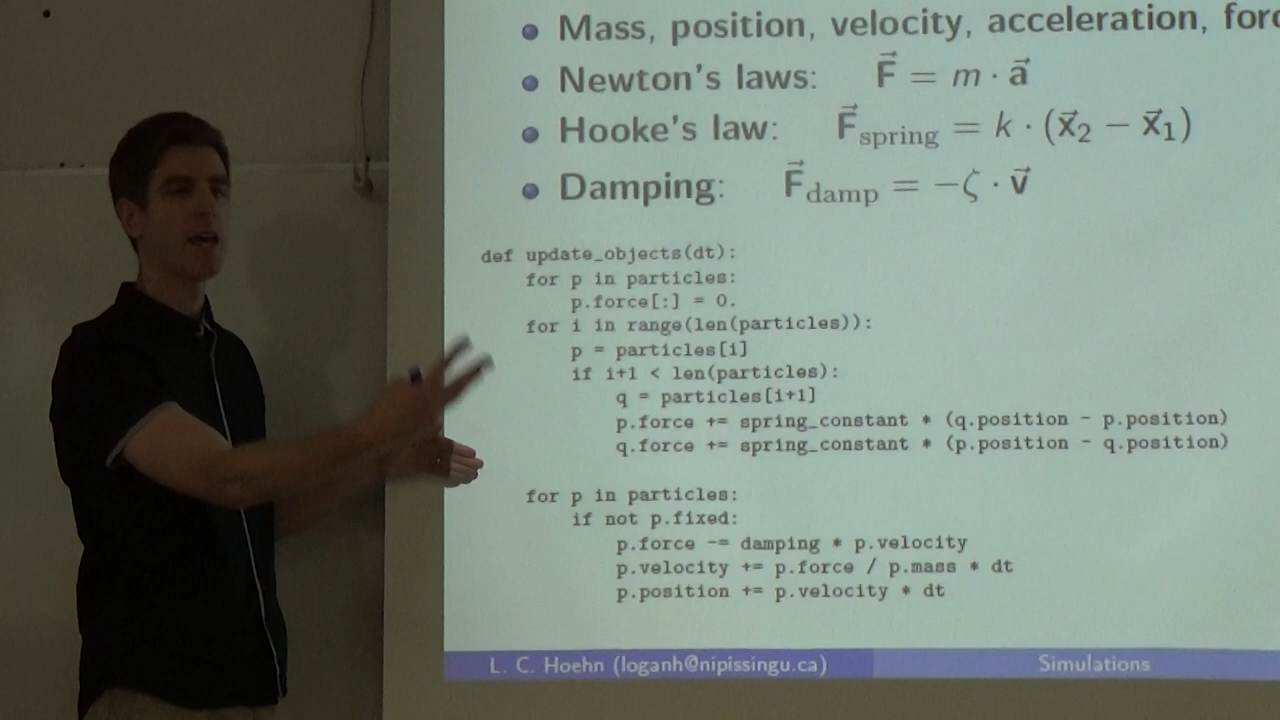 Mass, position, velocity, acceleration,
Newton's laws: F⃗ = m · a⃗
Hooke's law: F⃗spring = k · (x⃗2 − x⃗1)
Damping: F⃗damp = −ζ · v⃗
def update_objects(dt):
for p in particles:
p.force[:] = 0.
for i in range(len(particles)):
p = particles[i]
if i+1 < len(particles):
q = particles[i+1]
p.force += spring_constant * (q.position - p.position)
q.force += spring_constant * (p.position - q.position)
for p in particles:
if not p.fixed:
p.force -= damping * p.velocity
p.velocity += p.force / p.mass * dt
p.position += p.velocity * dt
L. C. Hoehn (loganh@nipissingu.ca) Simulations